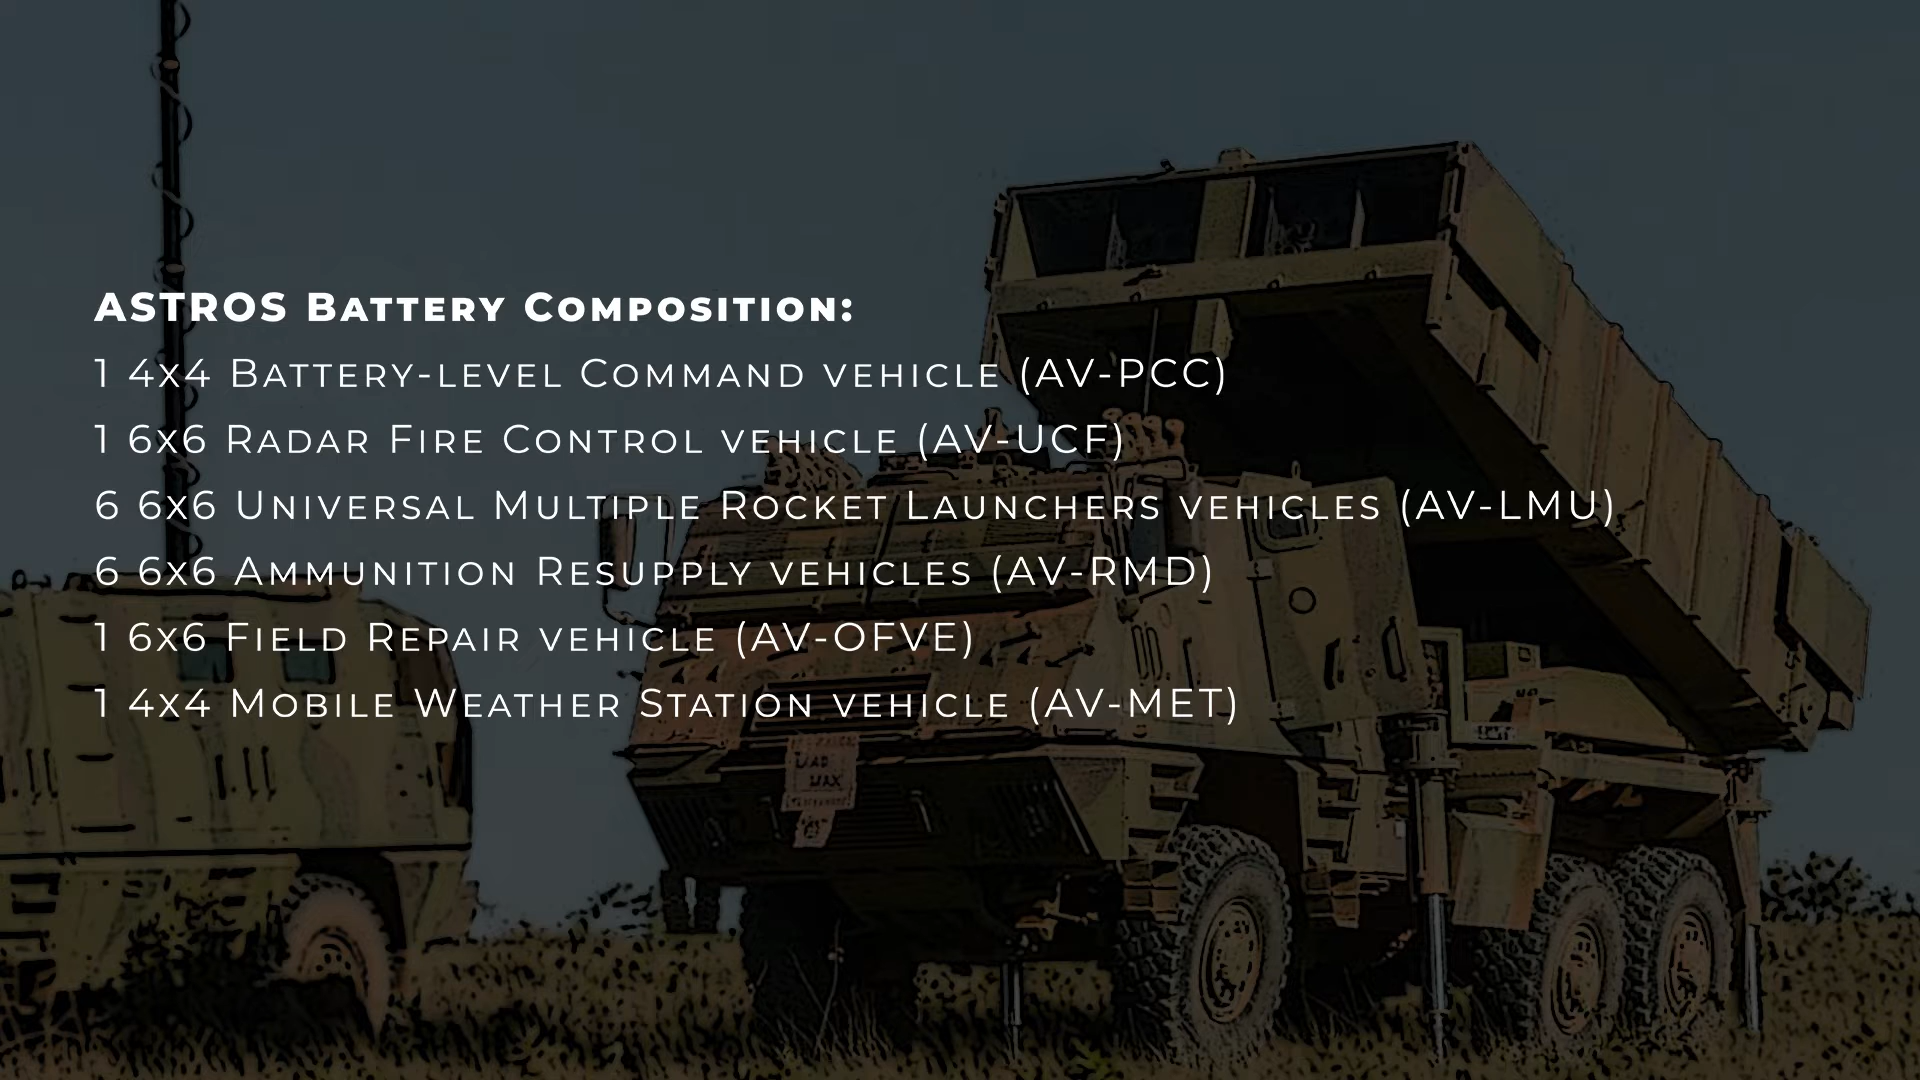 ASTROS Battery Composition:
1 4x4 Battery-level Command vehicle (AV-PCC)
1 6x6 Radar Fire Control vehicle (AV-UCF)
6 6x6 Universal Multiple Rocket Launchers vehicles (AV-LMU)
6 6x6 Ammunition Resupply vehicles (AV-RMD)
1 6x6 Field Repair vehicle (AV-OFVE)
1 4x4 Mobile Weather Station vehicle (AV-MET)
MAX